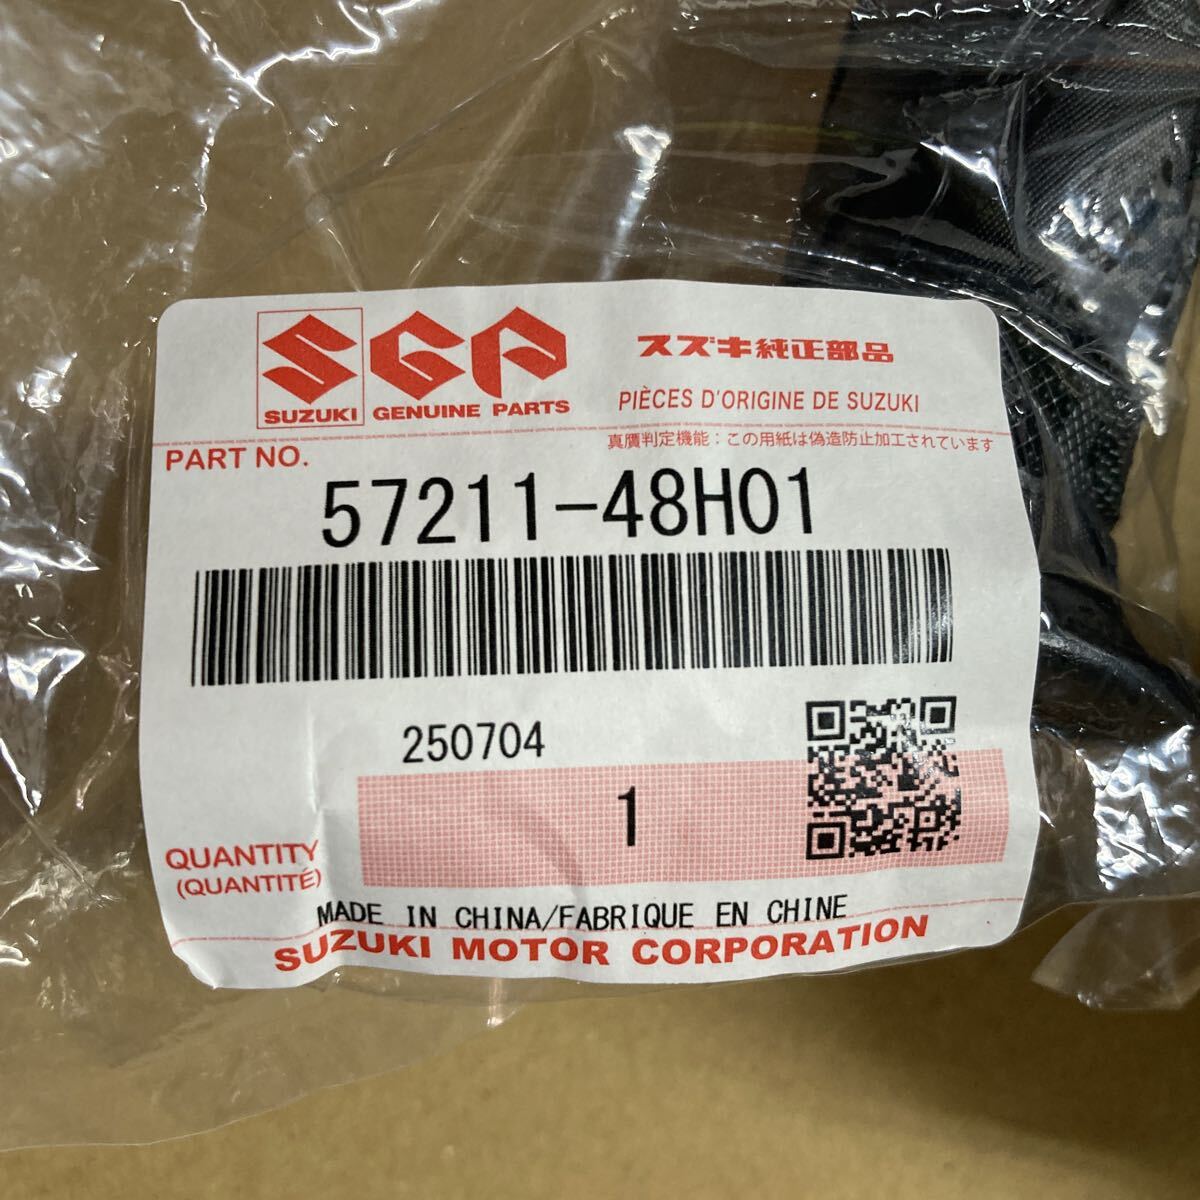 SGP
SUZUKI GENUINE PARTS
スズキ純正部品
PIÈCES D'ORIGINE DE SUZUKI
真贋判定機能：この用紙は偽造防止加工されています
PART NO.
57211-48H01
250704
1
QUANTITY
(QUANTITÉ)
MADE IN CHINA/FABRIQUE EN CHINE
SUZUKI MOTOR CORPORATION